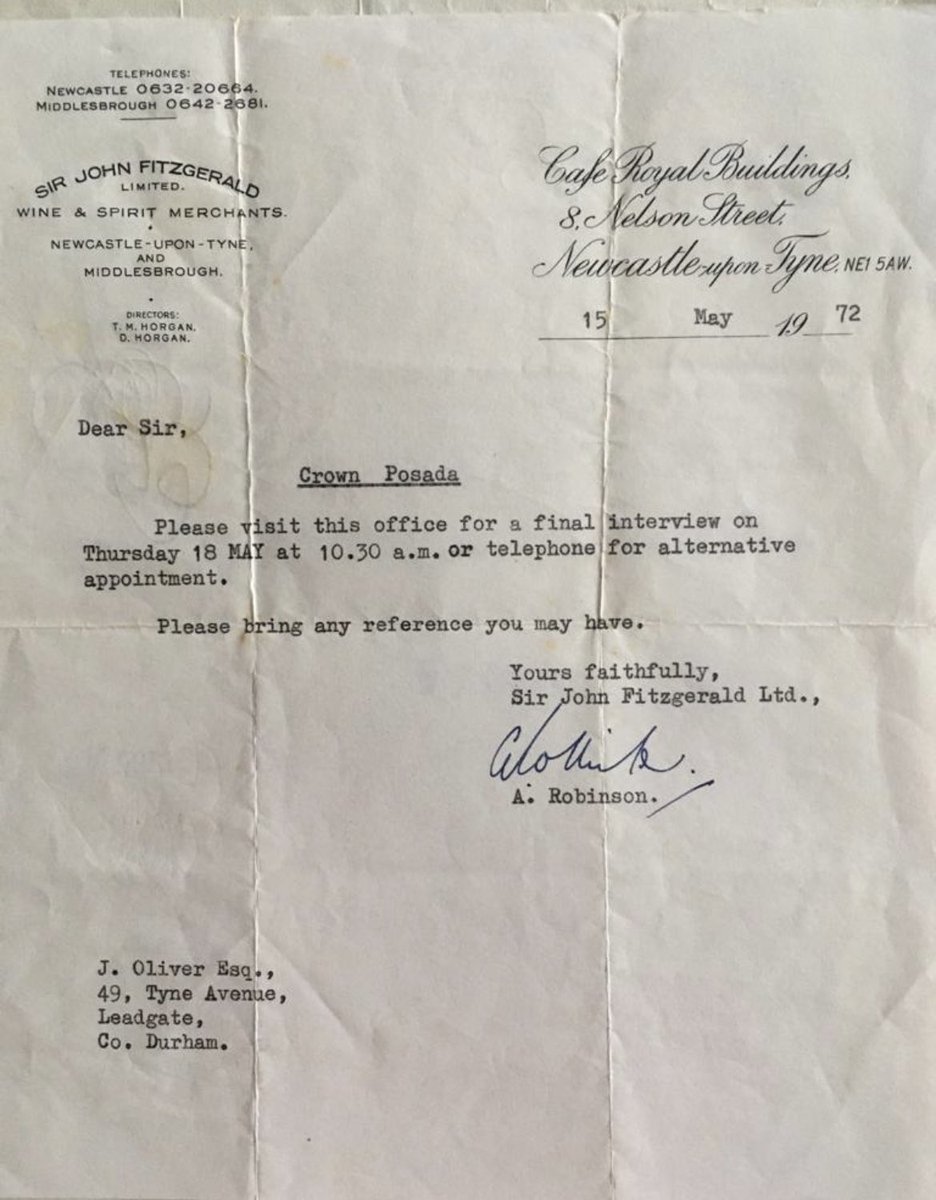 TELEPHONES:
NEWCASTLE 0632-20664.
MIDDLESBROUGH 0642-2681.
SIR JOHN FITZGERALD
LIMITED.
WINE & SPIRIT MERCHANTS.
NEWCASTLE-UPON-TYNE,
AND
MIDDLESBROUGH.
DIRECTORS:
T. M. HORGAN.
D. HORGAN.
Cafe Royal Buildings,
8, Nelson Street,
Newcastle-upon-Tyne, NE1 5AW.
15 May 19 72
Dear Sir,
Crown Posada
Please visit this office for a final interview on
Thursday 18 MAY at 10.30 a.m. or telephone for alternative
appointment.
Please bring any reference you may have.
Yours faithfully,
Sir John Fitzgerald Ltd.,
A. Robinson.
J. Oliver Esq.,
49, Tyne Avenue,
Leadgate,
Co. Durham.